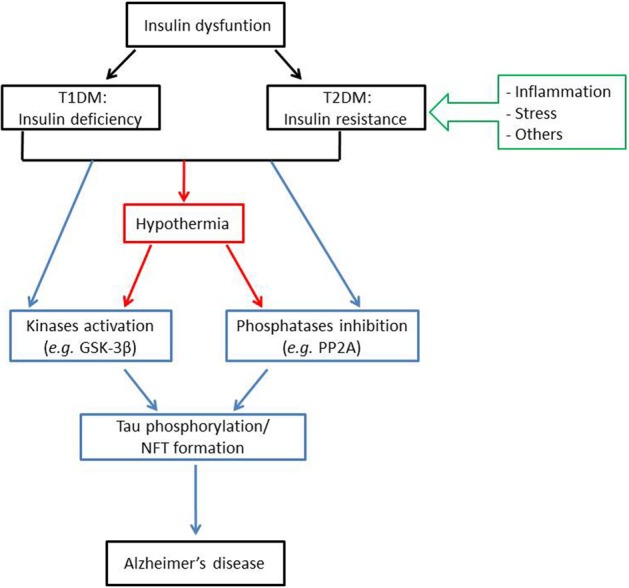 Insulin dysfuntion
T1DM:
Insulin deficiency
T2DM:
Insulin resistance
- Inflammation
- Stress
- Others
Hypothermia
Kinases activation
(e.g. GSK-3β)
Phosphatases inhibition
(e.g. PP2A)
Tau phosphorylation/
NFT formation
Alzheimer’s disease